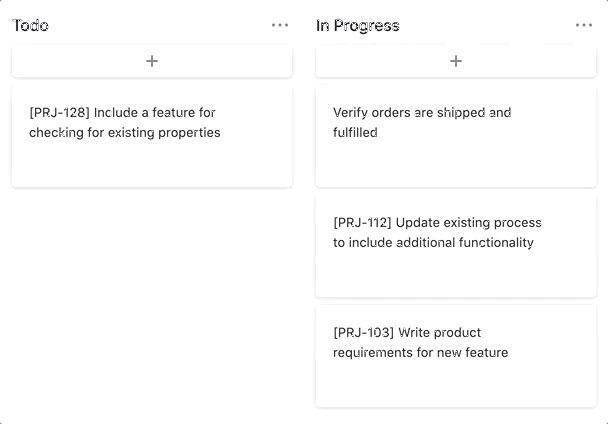 Todo
[PRJ-128] Include a feature for
checking for existing properties
In Progress
Verify orders are shipped and
fulfilled
[PRJ-112] Update existing process
to include additional functionality
[PRJ-103] Write product
requirements for new feature